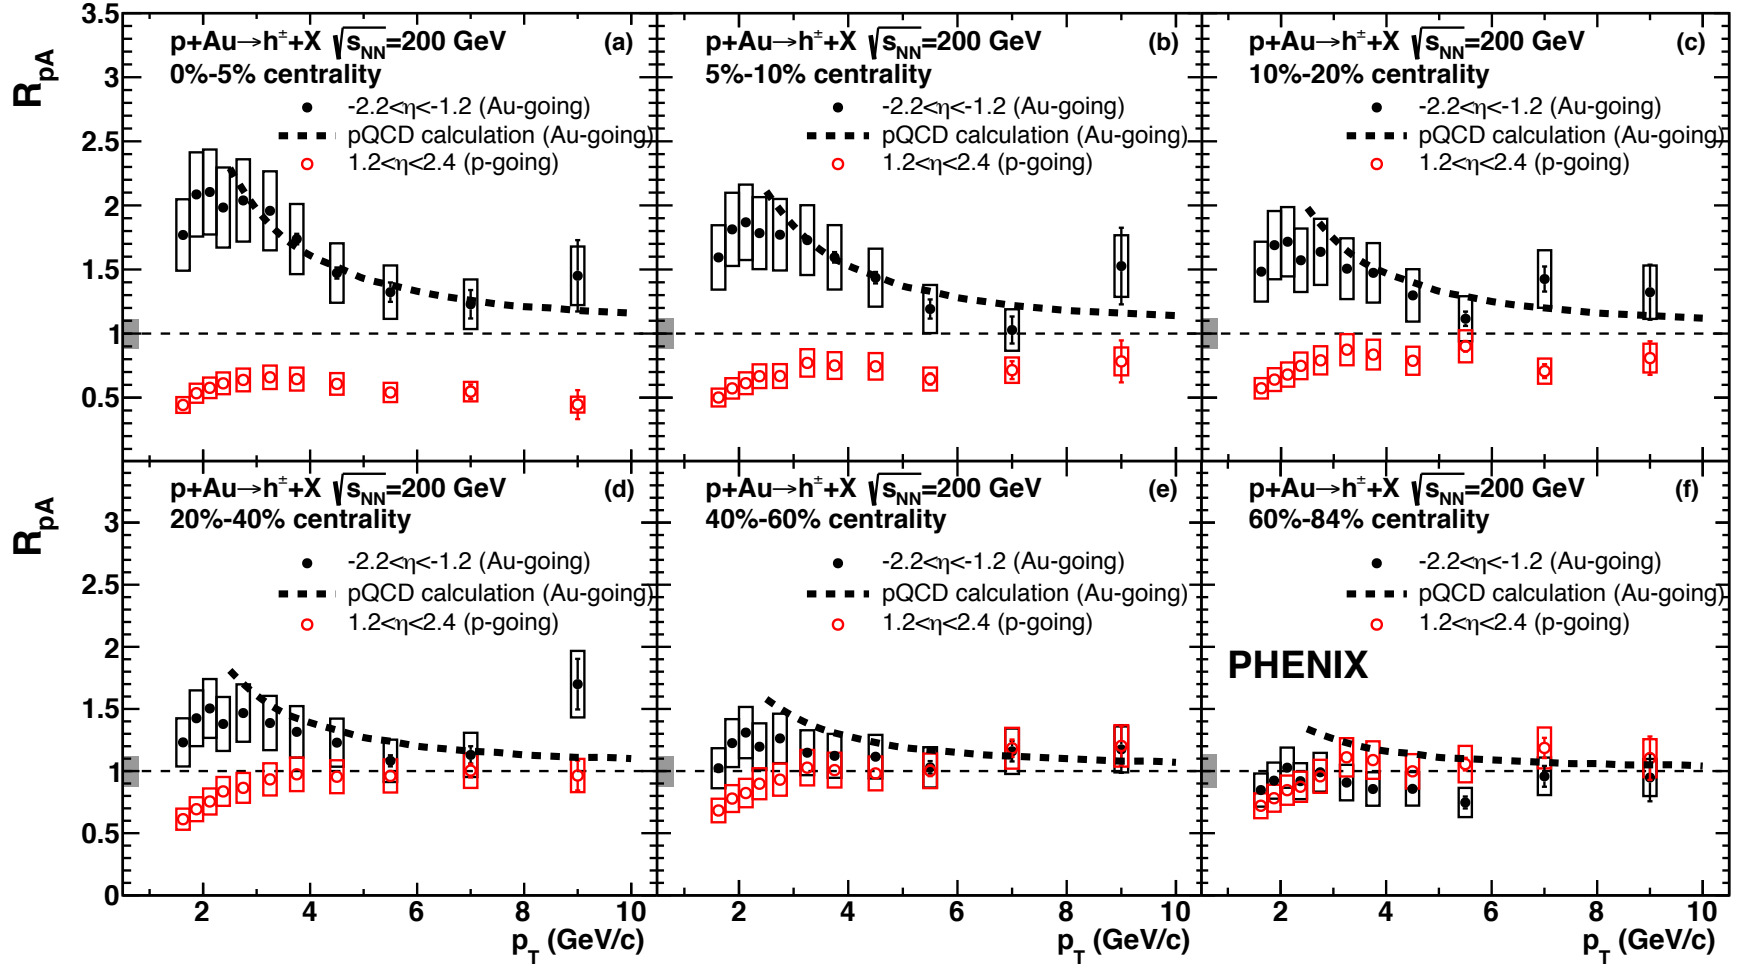 R_pA
3.5
3
2.5
2
1.5
1
0.5
p+Au→h±+X √s_NN=200 GeV (a)
0%-5% centrality
-2.2<η<-1.2 (Au-going)
pQCD calculation (Au-going)
1.2<η<2.4 (p-going)
p+Au→h±+X √s_NN=200 GeV (b)
5%-10% centrality
-2.2<η<-1.2 (Au-going)
pQCD calculation (Au-going)
1.2<η<2.4 (p-going)
p+Au→h±+X √s_NN=200 GeV (c)
10%-20% centrality
-2.2<η<-1.2 (Au-going)
pQCD calculation (Au-going)
1.2<η<2.4 (p-going)
R_pA
3
2.5
2
1.5
1
0.5
0
p+Au→h±+X √s_NN=200 GeV (d)
20%-40% centrality
-2.2<η<-1.2 (Au-going)
pQCD calculation (Au-going)
1.2<η<2.4 (p-going)
2 4 6 8 10
p_T (GeV/c)
p+Au→h±+X √s_NN=200 GeV (e)
40%-60% centrality
-2.2<η<-1.2 (Au-going)
pQCD calculation (Au-going)
1.2<η<2.4 (p-going)
2 4 6 8 10
p_T (GeV/c)
p+Au→h±+X √s_NN=200 GeV (f)
60%-84% centrality
-2.2<η<-1.2 (Au-going)
pQCD calculation (Au-going)
1.2<η<2.4 (p-going)
PHENIX
2 4 6 8 10
p_T (GeV/c)